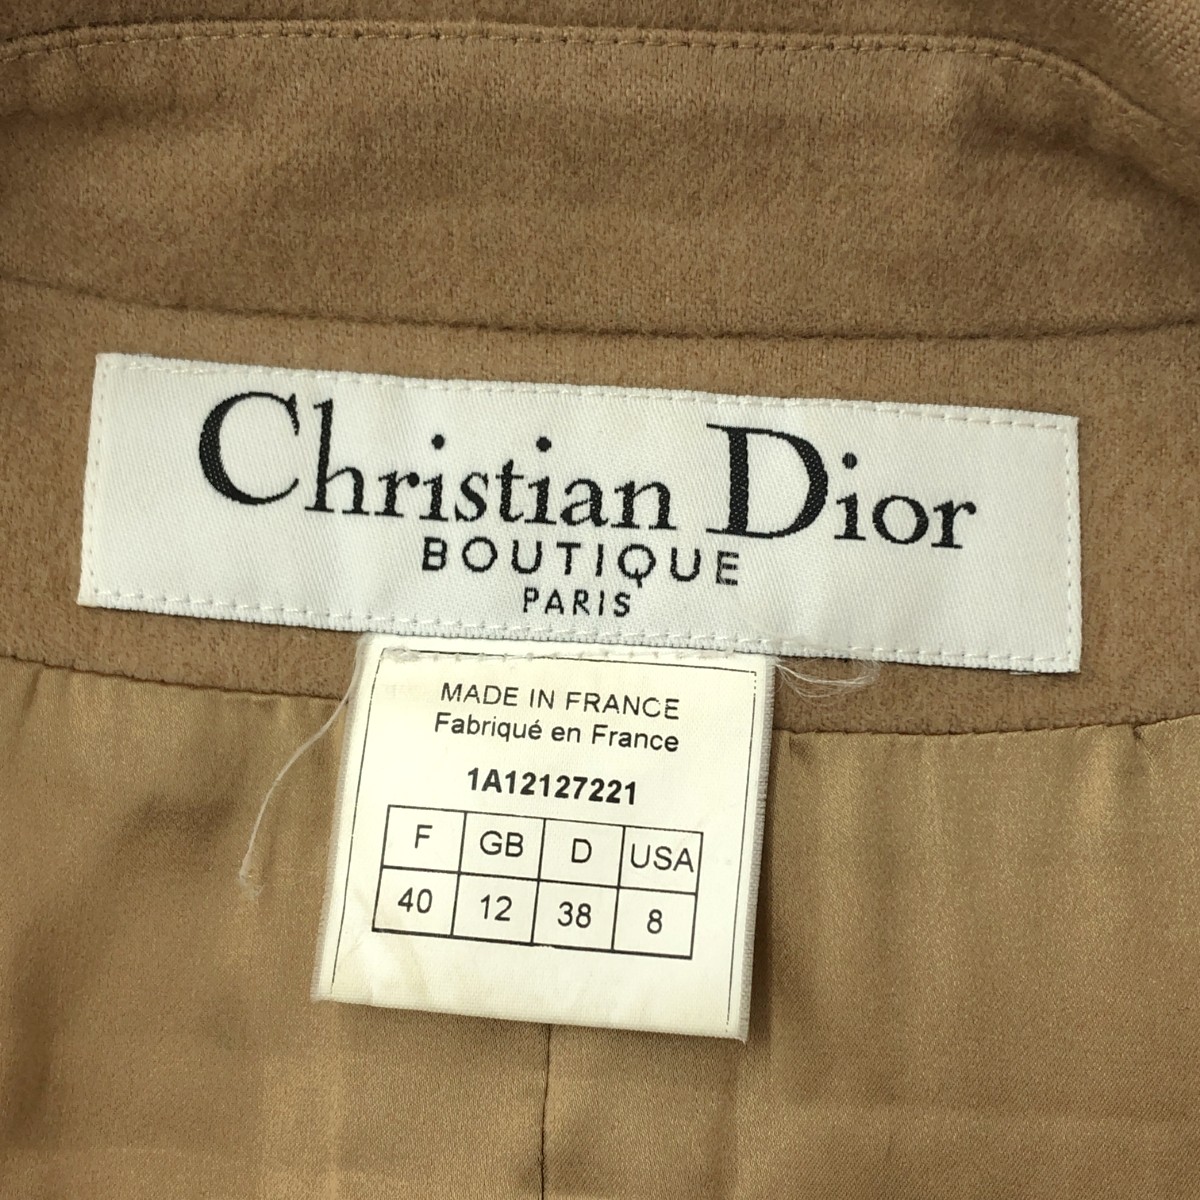 Christian Dior
BOUTIQUE
PARIS
MADE IN FRANCE
Fabriqué en France
1A12127221
F GB D USA
40 12 38 8